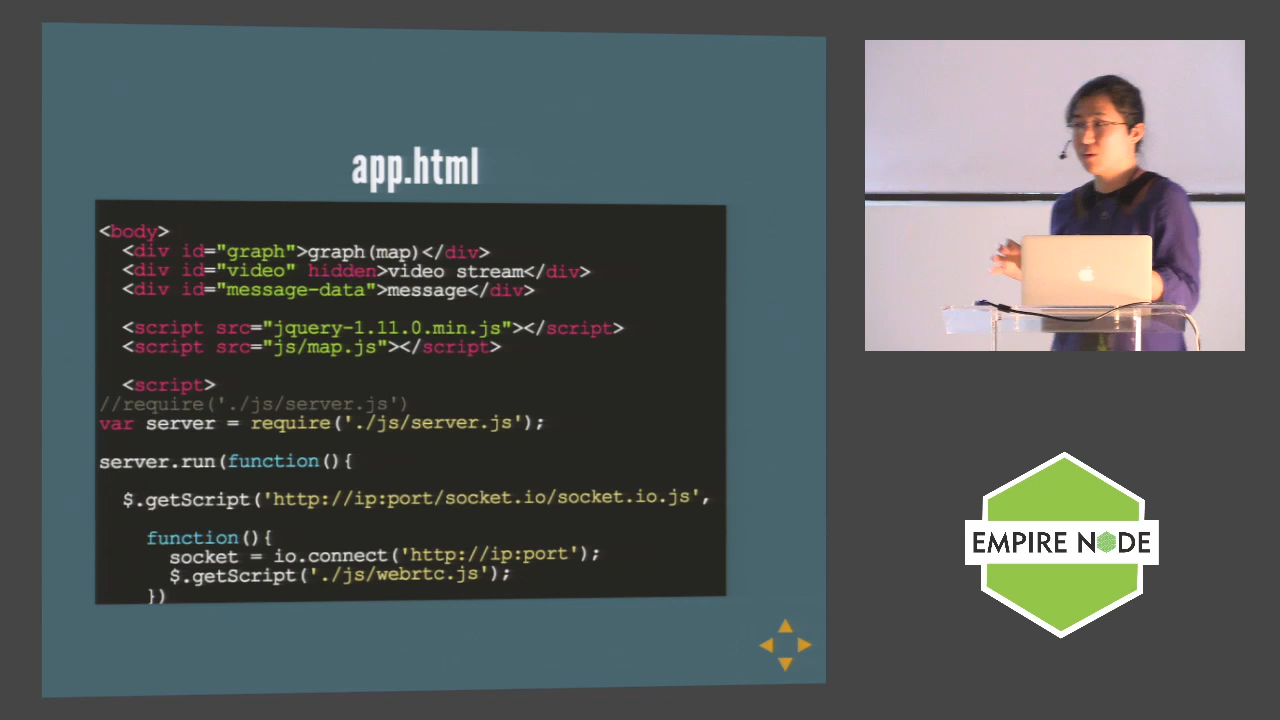 app.html
<body>
<div id="graph">graph(map)</div>
<div id="video" hidden>video stream</div>
<div id="message-data">message</div>
<script src="jquery-1.11.0.min.js"></script>
<script src="js/map.js"></script>
<script>
//require('./js/server.js')
var server = require('./js/server.js');
server.run(function(){
$.getScript('http://ip:port/socket.io/socket.io.js',
function(){
socket = io.connect('http://ip:port');
$.getScript('./js/webrtc.js');
})
EMPIRE NODE